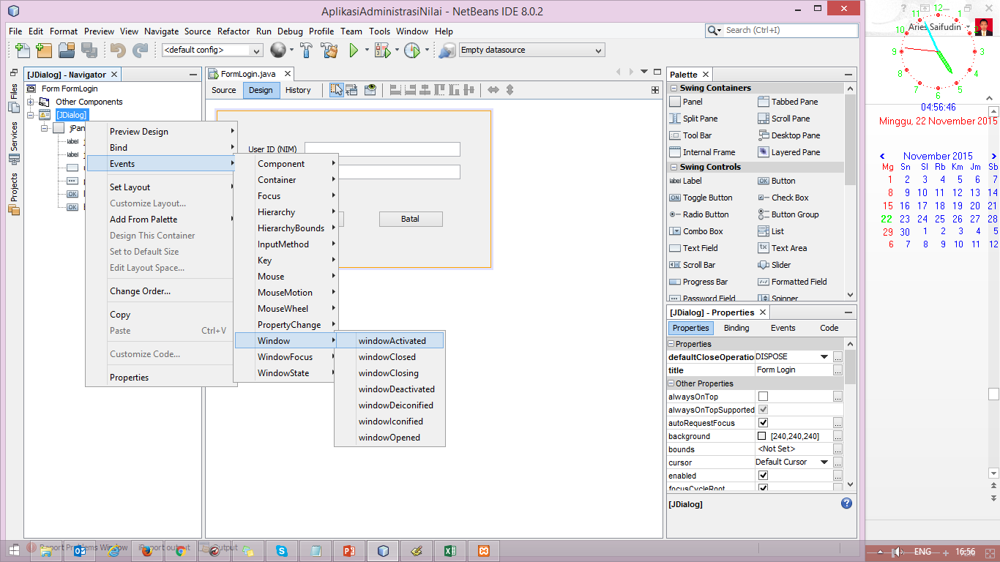 AplikasiAdministrasiNilai - NetBeans IDE 8.0.2
File Edit Format Preview View Navigate Source Refactor Run Debug Profile Team Tools Window Help
Search (Ctrl+I)
<default config>
Empty datasource
Files
Services
Projects
[JDialog] - Navigator
Form FormLogin
Other Components
[JDialog]
jPan
label
label
OK
OK
Preview Design
Bind
Events
Set Layout
Customize Layout...
Add From Palette
Design This Container
Set to Default Size
Edit Layout Space...
Change Order...
Copy
Paste Ctrl+V
Customize Code...
Properties
Component
Container
Focus
Hierarchy
HierarchyBounds
InputMethod
Key
Mouse
MouseMotion
MouseWheel
PropertyChange
Window
WindowFocus
WindowState
windowActivated
windowClosed
windowClosing
windowDeactivated
windowDeiconified
windowIconified
windowOpened
FormLogin.java
Source Design History
User ID (NIM)
Batal
Palette
Swing Containers
Panel Tabbed Pane
Split Pane Scroll Pane
Tool Bar Desktop Pane
Internal Frame Layered Pane
Swing Controls
label Label OK Button
ON Toggle Button Check Box
Radio Button Button Group
Combo Box List
Text Field Text Area
Scroll Bar Slider
Progress Bar Formatted Field
Password Field Spinner
[JDialog] - Properties
Properties Binding Events Code
Properties
defaultCloseOperatio DISPOSE
title Form Login
Other Properties
alwaysOnTop
alwaysOnTopSupported
autoRequestFocus
background [240,240,240]
bounds <Not Set>
cursor Default Cursor
enabled
focusCycleRoot
[JDialog]
Aries Saifudin
12
1
2
3
4
5
6
7
8
9
10
11
04:56:46
Minggu, 22 November 2015
November 2015
Mg Sn Sl Rb Km Jm Sb
1 2 3 4 5 6 7
8 9 10 11 12 13 14
15 16 17 18 19 20 21
22 23 24 25 26 27 28
29 30 1 2 3 4 5
6 7 8 9 10 11 12
Report Problems Window iReport output output
ENG 16:56